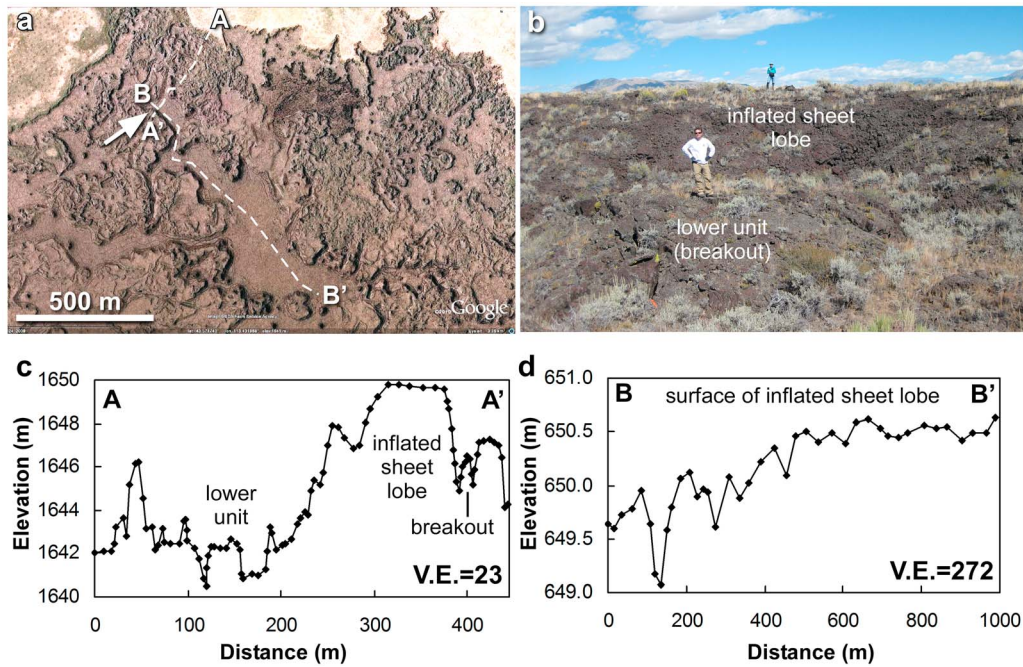 a
A
B
A'
B'
500 m
Google
b
inflated sheet
lobe
lower unit
(breakout)
c
A
A'
Elevation (m)
1650
1648
1646
1644
1642
1640
lower
unit
inflated
sheet
lobe
breakout
V.E.=23
0
100
200
300
400
Distance (m)
d
B
surface of inflated sheet lobe
B'
Elevation (m)
651.0
650.5
650.0
649.5
649.0
V.E.=272
0
200
400
600
800
1000
Distance (m)